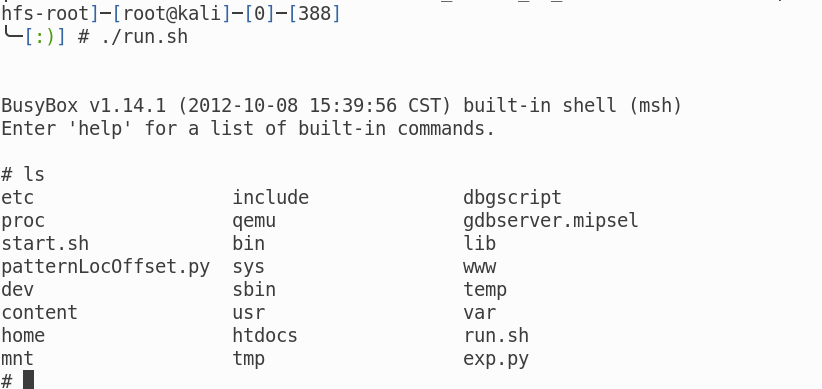 hfs-root]─[root@kali]─[0]─[388]
╰─[:)] # ./run.sh
BusyBox v1.14.1 (2012-10-08 15:39:56 CST) built-in shell (msh)
Enter 'help' for a list of built-in commands.
# ls
etc                  include              dbgscript
proc                 qemu                 gdbserver.mipsel
start.sh             bin                  lib
patternLocOffset.py  sys                  www
dev                  sbin                 temp
content              usr                  var
home                 htdocs               run.sh
mnt                  tmp                  exp.py
#